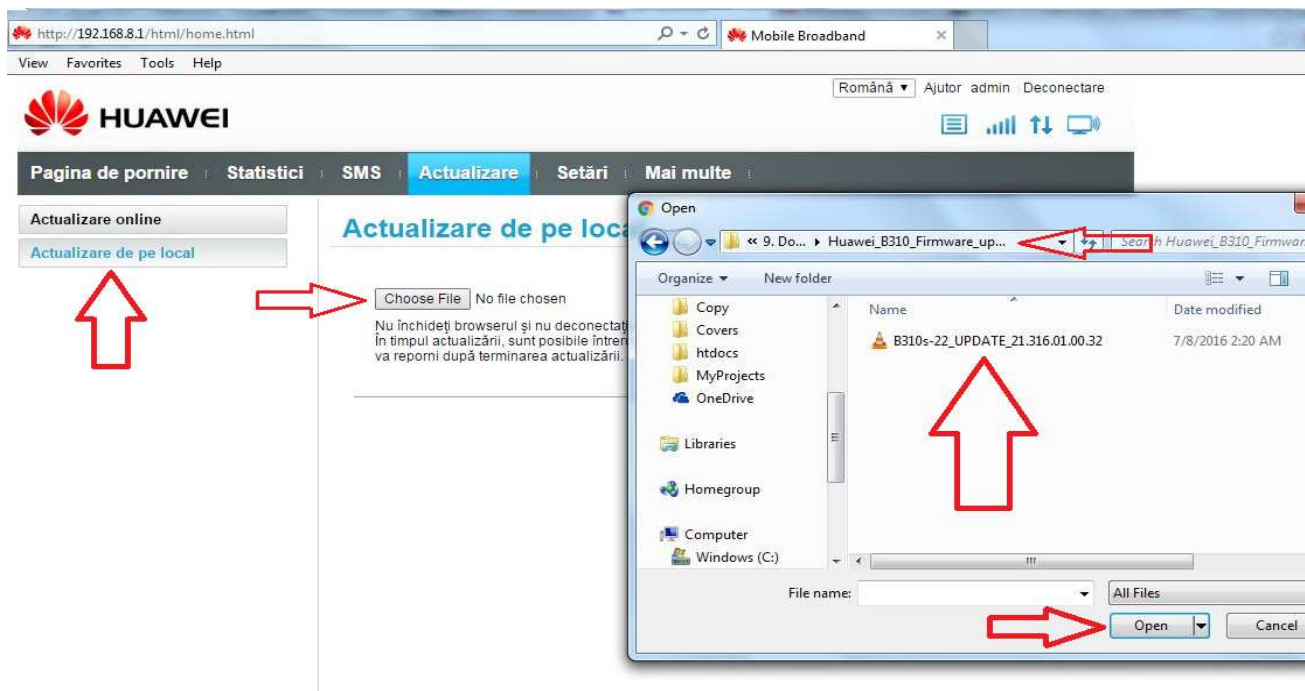 http://192.168.8.1/html/home.html
Mobile Broadband
View Favorites Tools Help
Română Ajutor admin Deconectare
HUAWEI
Pagina de pornire Statistici SMS Actualizare Setări Mai multe
Actualizare online
Actualizare de pe local
Actualizare de pe loca
Choose File No file chosen
Nu închideți browserul și nu deconectați
În timpul actualizării, sunt posibile întrer
va reporni după terminarea actualizării.
Open
« 9. Do... Huawei_B310_Firmware_up...
Search Huawei_B310_Firmwar
Organize New folder
Copy
Covers
htdocs
MyProjects
OneDrive
Libraries
Homegroup
Computer
Windows (C:)
Name Date modified
B310s-22_UPDATE_21.316.01.00.32 7/8/2016 2:20 AM
File name: All Files
Open Cancel